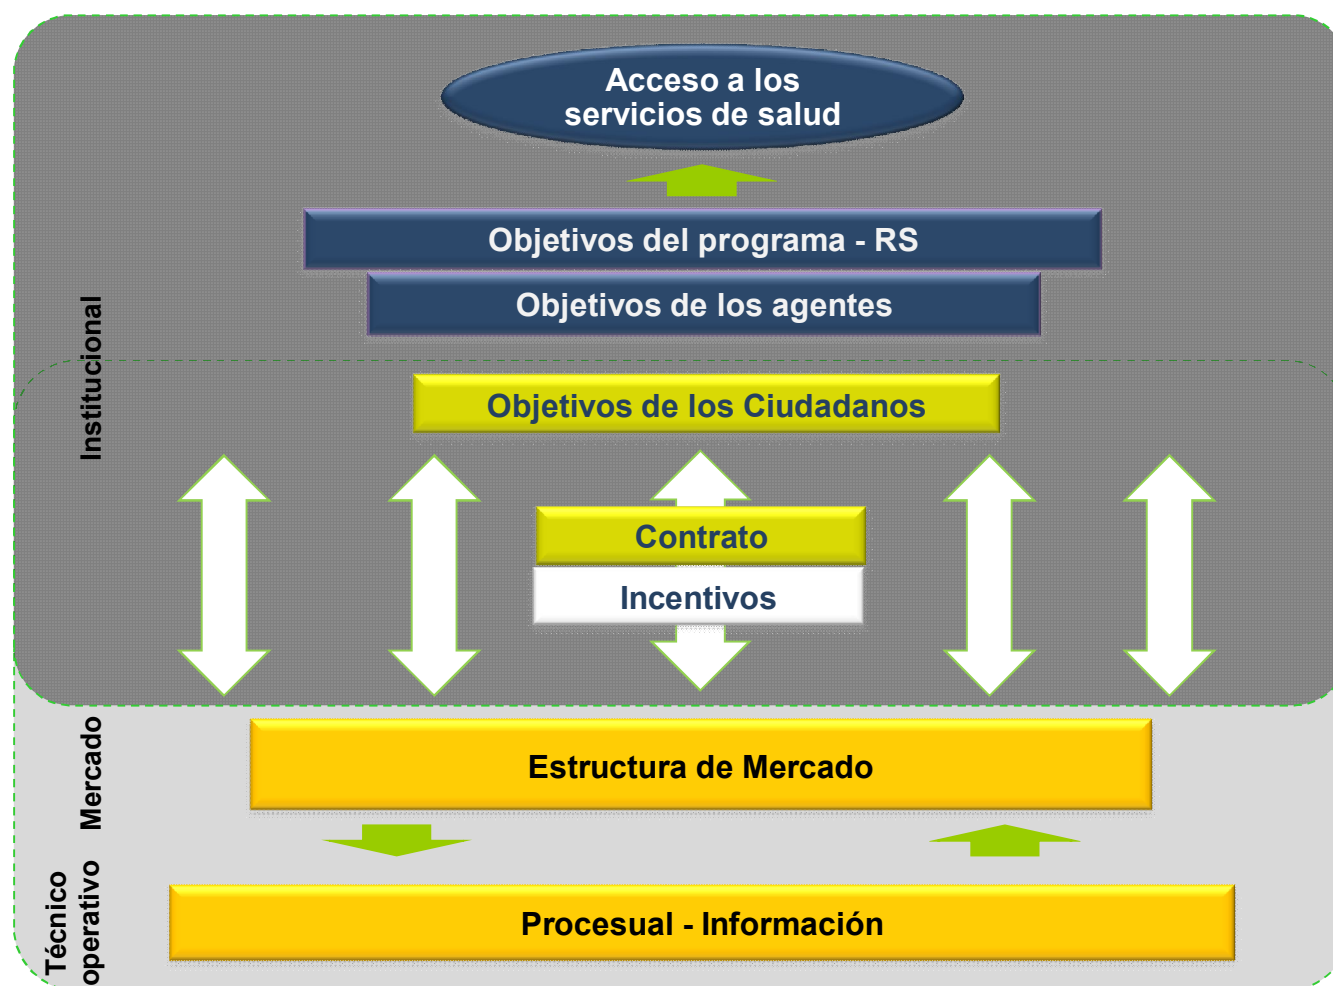 Acceso a los
servicios de salud
Objetivos del programa - RS
Objetivos de los agentes
Institucional
Objetivos de los Ciudadanos
Contrato
Incentivos
Mercado
Estructura de Mercado
Técnico
operativo
Procesual - Información